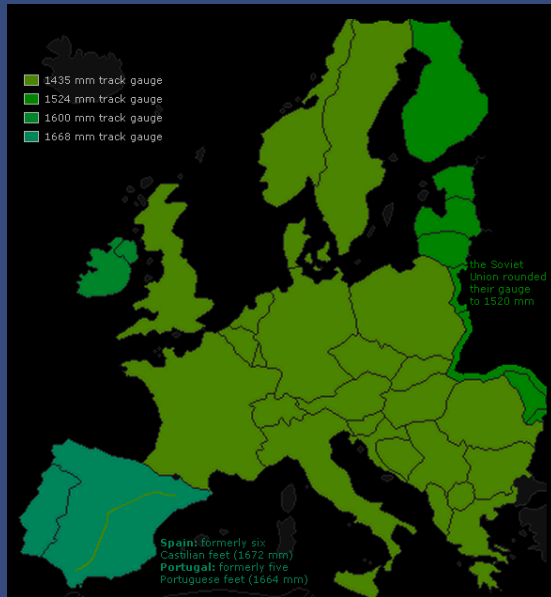 1435 mm track gauge
1524 mm track gauge
1600 mm track gauge
1668 mm track gauge
the Soviet
Union rounded
their gauge
to 1520 mm
Spain: formerly six
Castilian feet (1672 mm)
Portugal: formerly five
Portuguese feet (1664 mm)